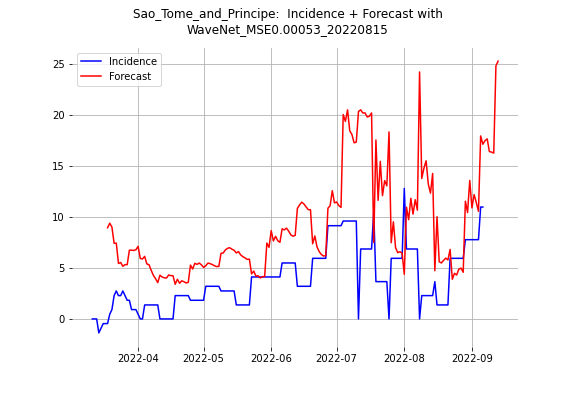 Sao_Tome_and_Principe:  Incidence + Forecast with
WaveNet_MSE0.00053_20220815
Incidence
Forecast
25
20
15
10
5
0
2022-04 2022-05 2022-06 2022-07 2022-08 2022-09